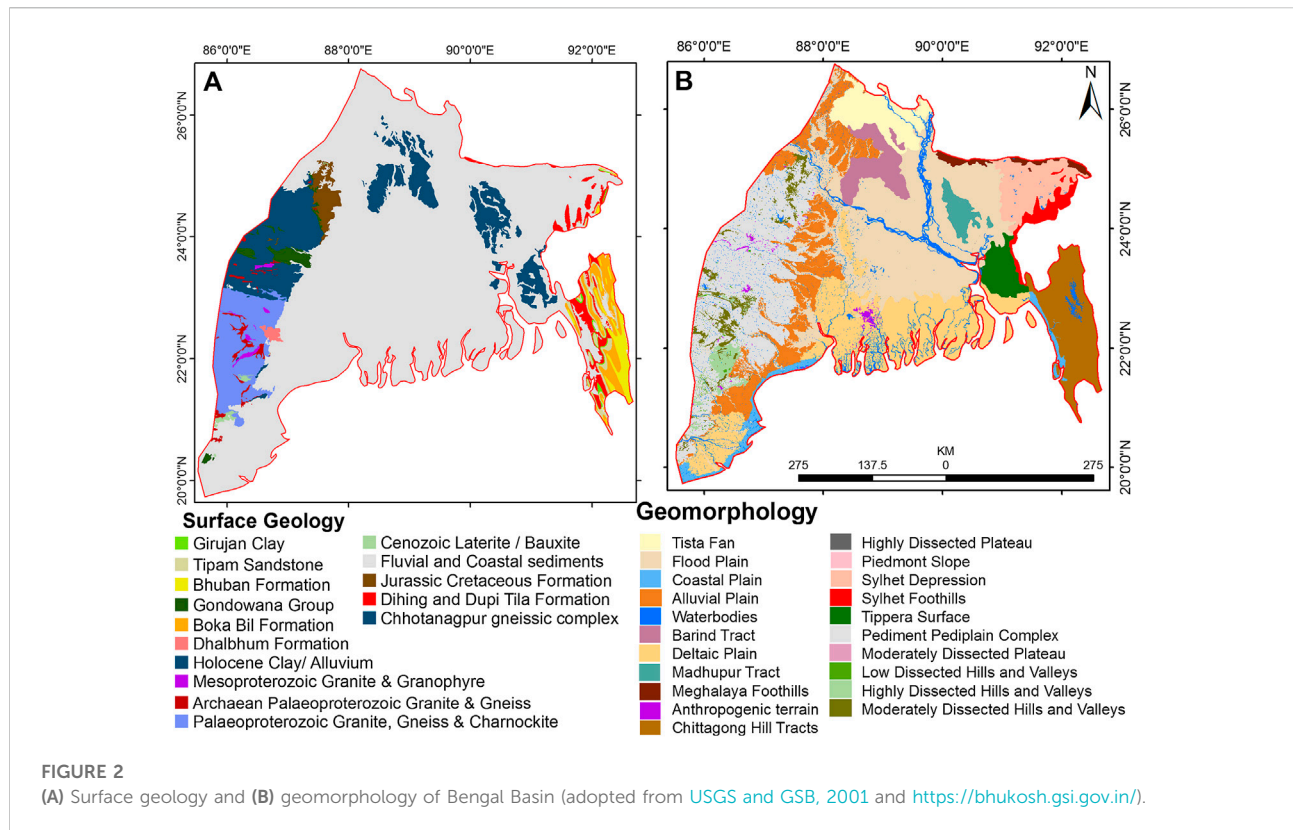 86°0'0"E 88°0'0"E 90°0'0"E 92°0'0"E
A
26°0'0"N
24°0'0"N
22°0'0"N
20°0'0"N
86°0'0"E 88°0'0"E 90°0'0"E 92°0'0"E
B
N
26°0'0"N
24°0'0"N
22°0'0"N
20°0'0"N
KM
275 137.5 0 275
Surface Geology
Girujan Clay
Tipam Sandstone
Bhuban Formation
Gondowana Group
Boka Bil Formation
Dhalbhum Formation
Holocene Clay/ Alluvium
Mesoproterozoic Granite & Granophyre
Archaean Palaeoproterozoic Granite & Gneiss
Palaeoproterozoic Granite, Gneiss & Charnockite
Cenozoic Laterite / Bauxite
Fluvial and Coastal sediments
Jurassic Cretaceous Formation
Dihing and Dupi Tila Formation
Chhotanagpur gneissic complex
Geomorphology
Tista Fan
Flood Plain
Coastal Plain
Alluvial Plain
Waterbodies
Barind Tract
Deltaic Plain
Madhupur Tract
Meghalaya Foothills
Anthropogenic terrain
Chittagong Hill Tracts
Highly Dissected Plateau
Piedmont Slope
Sylhet Depression
Sylhet Foothills
Tippera Surface
Pediment Pediplain Complex
Moderately Dissected Plateau
Low Dissected Hills and Valleys
Highly Dissected Hills and Valleys
Moderately Dissected Hills and Valleys
FIGURE 2
(A) Surface geology and (B) geomorphology of Bengal Basin (adopted from USGS and GSB, 2001 and https://bhukosh.gsi.gov.in/).